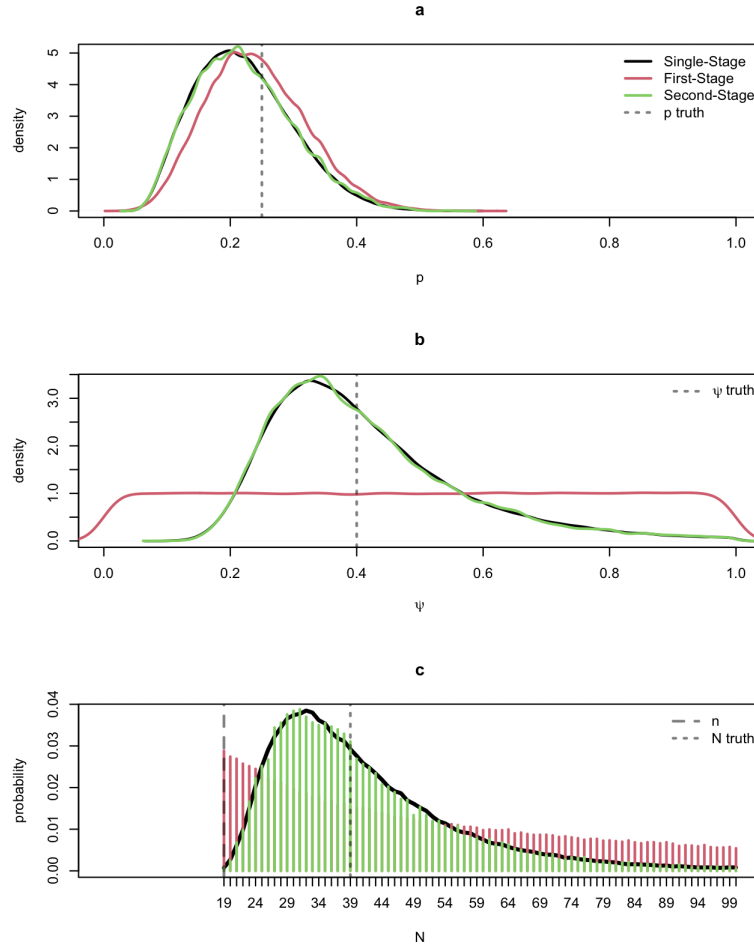 a
density
0 1 2 3 4 5
Single-Stage
First-Stage
Second-Stage
p truth
0.0 0.2 0.4 0.6 0.8 1.0
p
b
density
0.0 1.0 2.0 3.0
ψ truth
0.0 0.2 0.4 0.6 0.8 1.0
ψ
c
probability
0.00 0.01 0.02 0.03 0.04
n
N truth
19 24 29 34 39 44 49 54 59 64 69 74 79 84 89 94 99
N